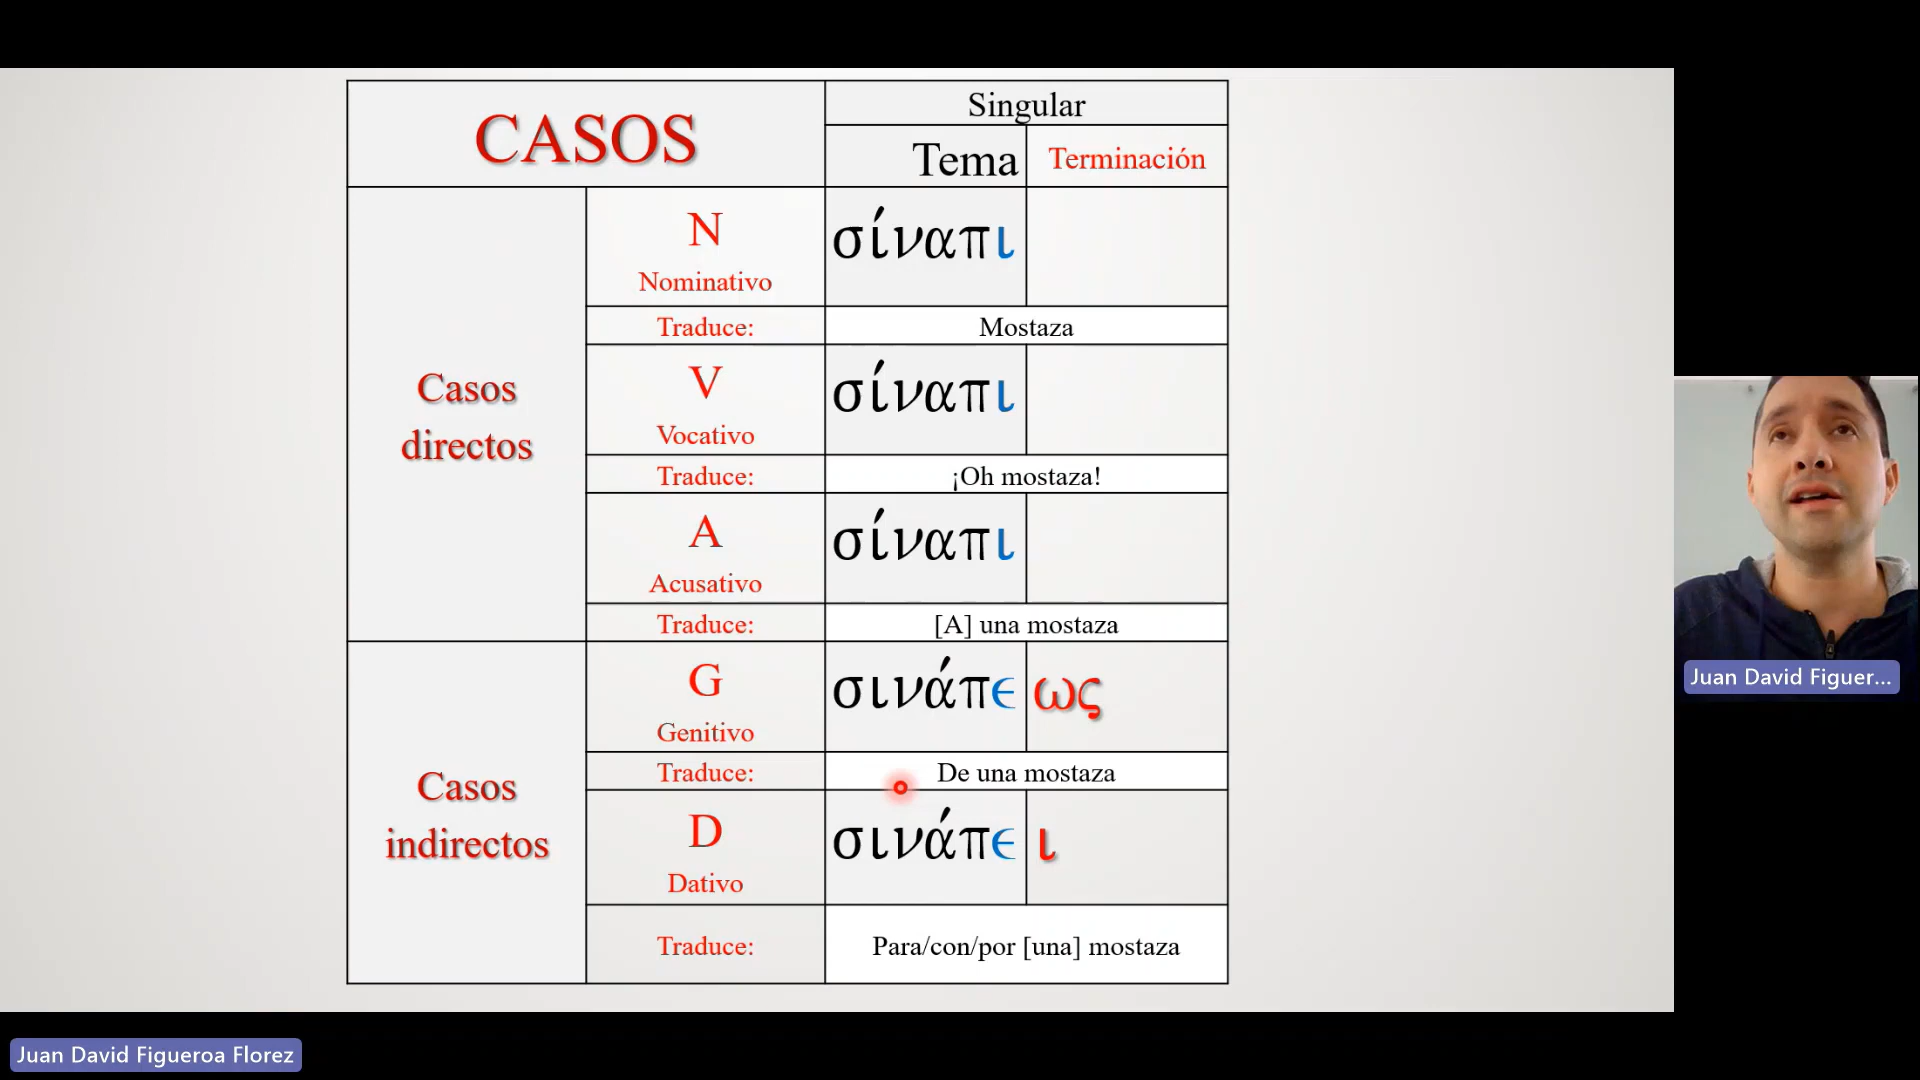 CASOS
Singular
Tema
Terminación
Casos
directos
N
Nominativo
σίναπι
Traduce:
Mostaza
V
Vocativo
σίναπι
Traduce:
¡Oh mostaza!
A
Acusativo
σίναπι
Traduce:
[A] una mostaza
Casos
indirectos
G
Genitivo
σινάπε ως
Traduce:
De una mostaza
D
Dativo
σινάπε ι
Traduce:
Para/con/por [una] mostaza
Juan David Figuer...
Juan David Figueroa Florez